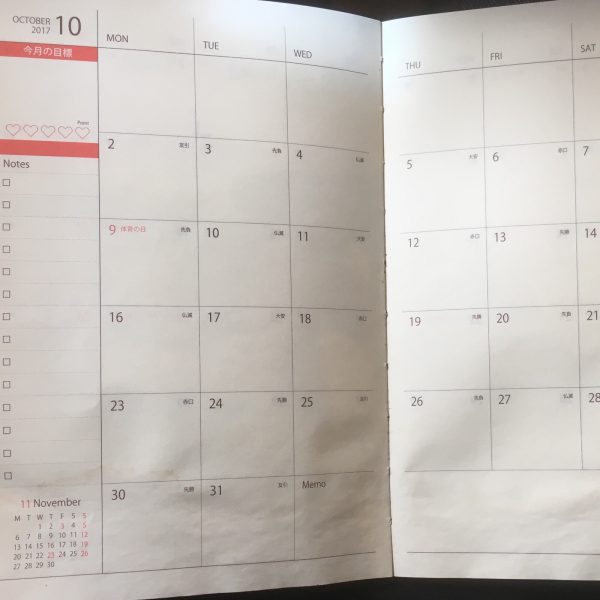 OCTOBER 10
2017
今月の目標
Point
Notes
MON TUE WED THU FRI SAT
2 友引 3 先負 4 仏滅 5 大安 6 赤口 7
9 体育の日 先負 10 仏滅 11 大安 12 赤口 13 先勝 14
16 仏滅 17 大安 18 赤口 19 先勝 20 先負 21
23 赤口 24 先勝 25 友引 26 先負 27 仏滅 28
30 先勝 31 友引 Memo
11 November
M T W T F S S
1 2 3 4 5
6 7 8 9 10 11 12
13 14 15 16 17 18 19
20 21 22 23 24 25 26
27 28 29 30